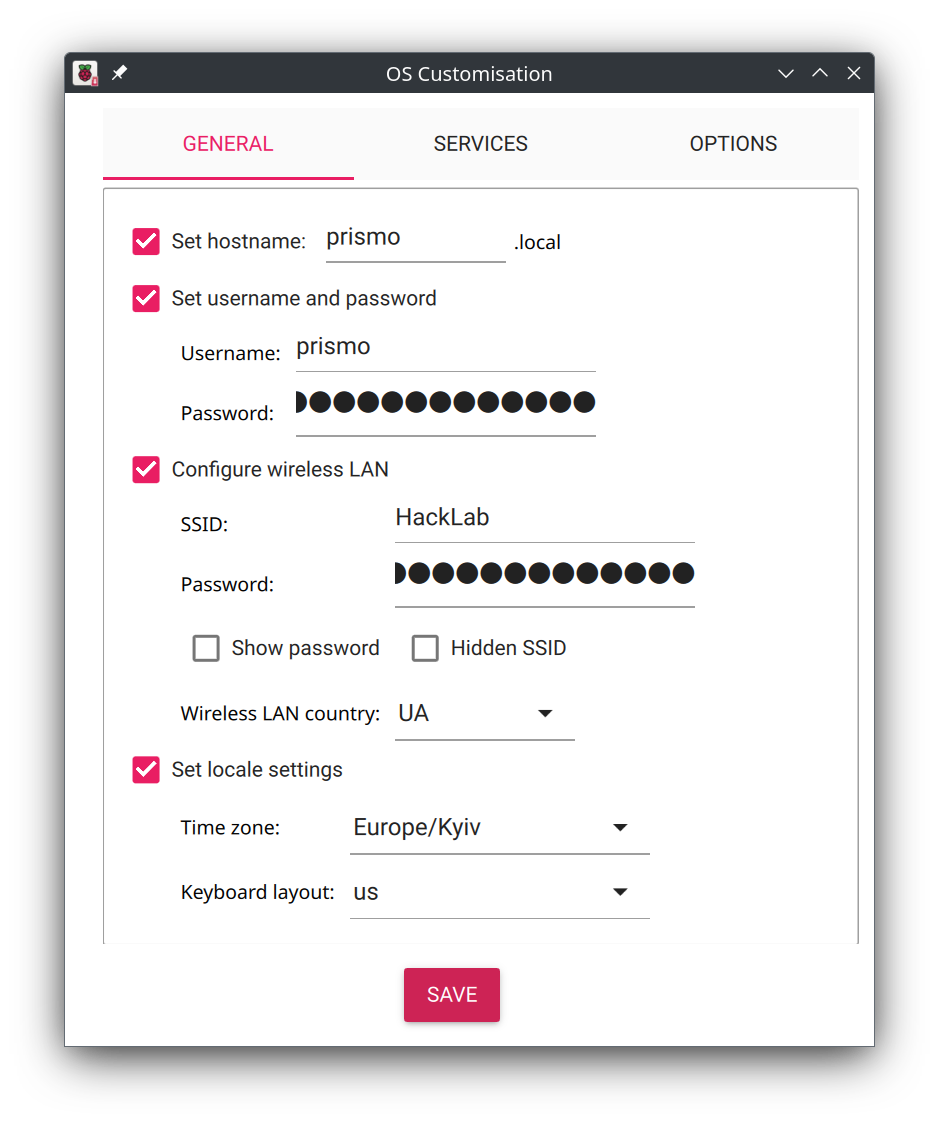 OS Customisation
GENERAL SERVICES OPTIONS
Set hostname: prismo .local
Set username and password
Username: prismo
Password:
Configure wireless LAN
SSID: HackLab
Password:
Show password Hidden SSID
Wireless LAN country: UA
Set locale settings
Time zone: Europe/Kyiv
Keyboard layout: us
SAVE